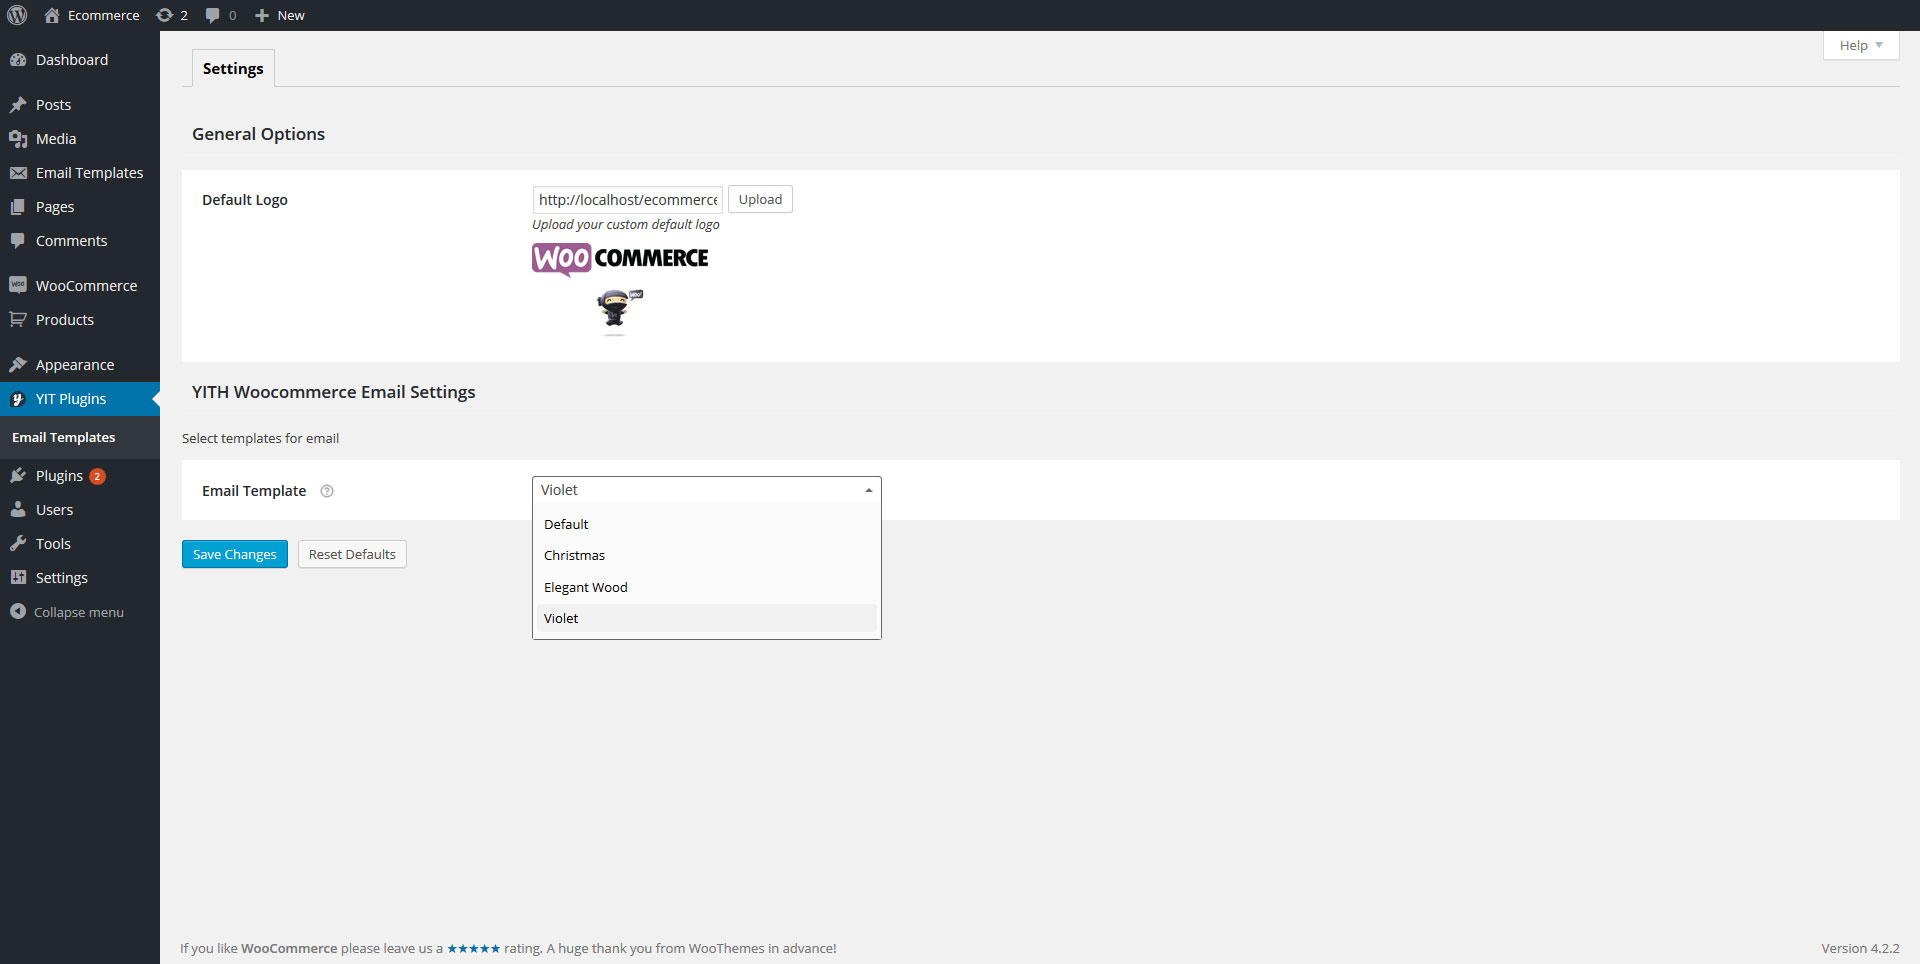 Ecommerce 2 0 New
Help
Dashboard
Posts
Media
Email Templates
Pages
Comments
WooCommerce
Products
Appearance
YIT Plugins
Email Templates
Plugins 2
Users
Tools
Settings
Collapse menu
Settings
General Options
Default Logo
http://localhost/ecommerce
Upload
Upload your custom default logo
WOO COMMERCE
WOO!
YITH Woocommerce Email Settings
Select templates for email
Email Template ?
Violet
Default
Christmas
Elegant Wood
Violet
Save Changes
Reset Defaults
If you like WooCommerce please leave us a ★★★★★ rating. A huge thank you from WooThemes in advance!
Version 4.2.2